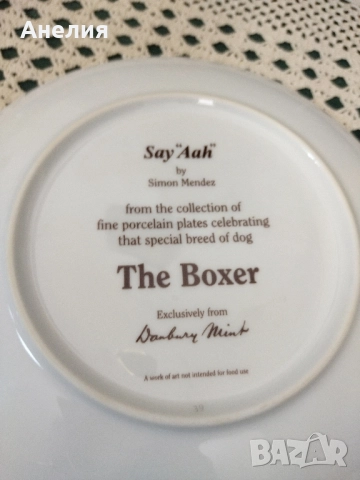 Анелия
Say "Aah"
by
Simon Mendez
from the collection of
fine porcelain plates celebrating
that special breed of dog
The Boxer
Exclusively from
Danbury Mint
A work of art not intended for food use
BAZAR